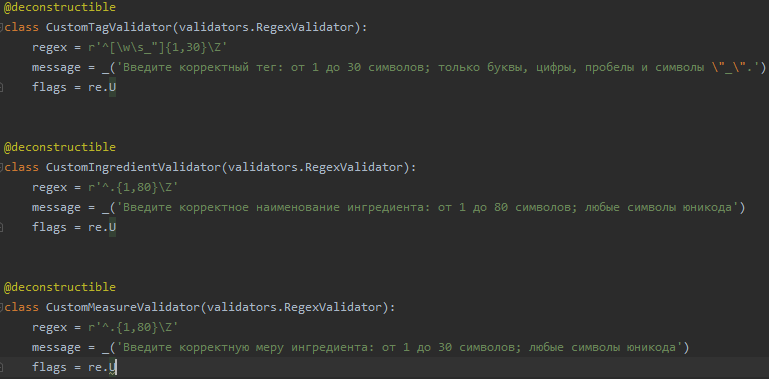 @deconstructible
class CustomTagValidator(validators.RegexValidator):
    regex = r'^[\w\s_"]{1,30}\Z'
    message = _('Введите корректный тег: от 1 до 30 символов; только буквы, цифры, пробелы и символы \"_\".')
    flags = re.U
@deconstructible
class CustomIngredientValidator(validators.RegexValidator):
    regex = r'^.{1,80}\Z'
    message = _('Введите корректное наименование ингредиента: от 1 до 80 символов; любые символы юникода')
    flags = re.U
@deconstructible
class CustomMeasureValidator(validators.RegexValidator):
    regex = r'^.{1,80}\Z'
    message = _('Введите корректную меру ингредиента: от 1 до 30 символов; любые символы юникода')
    flags = re.U